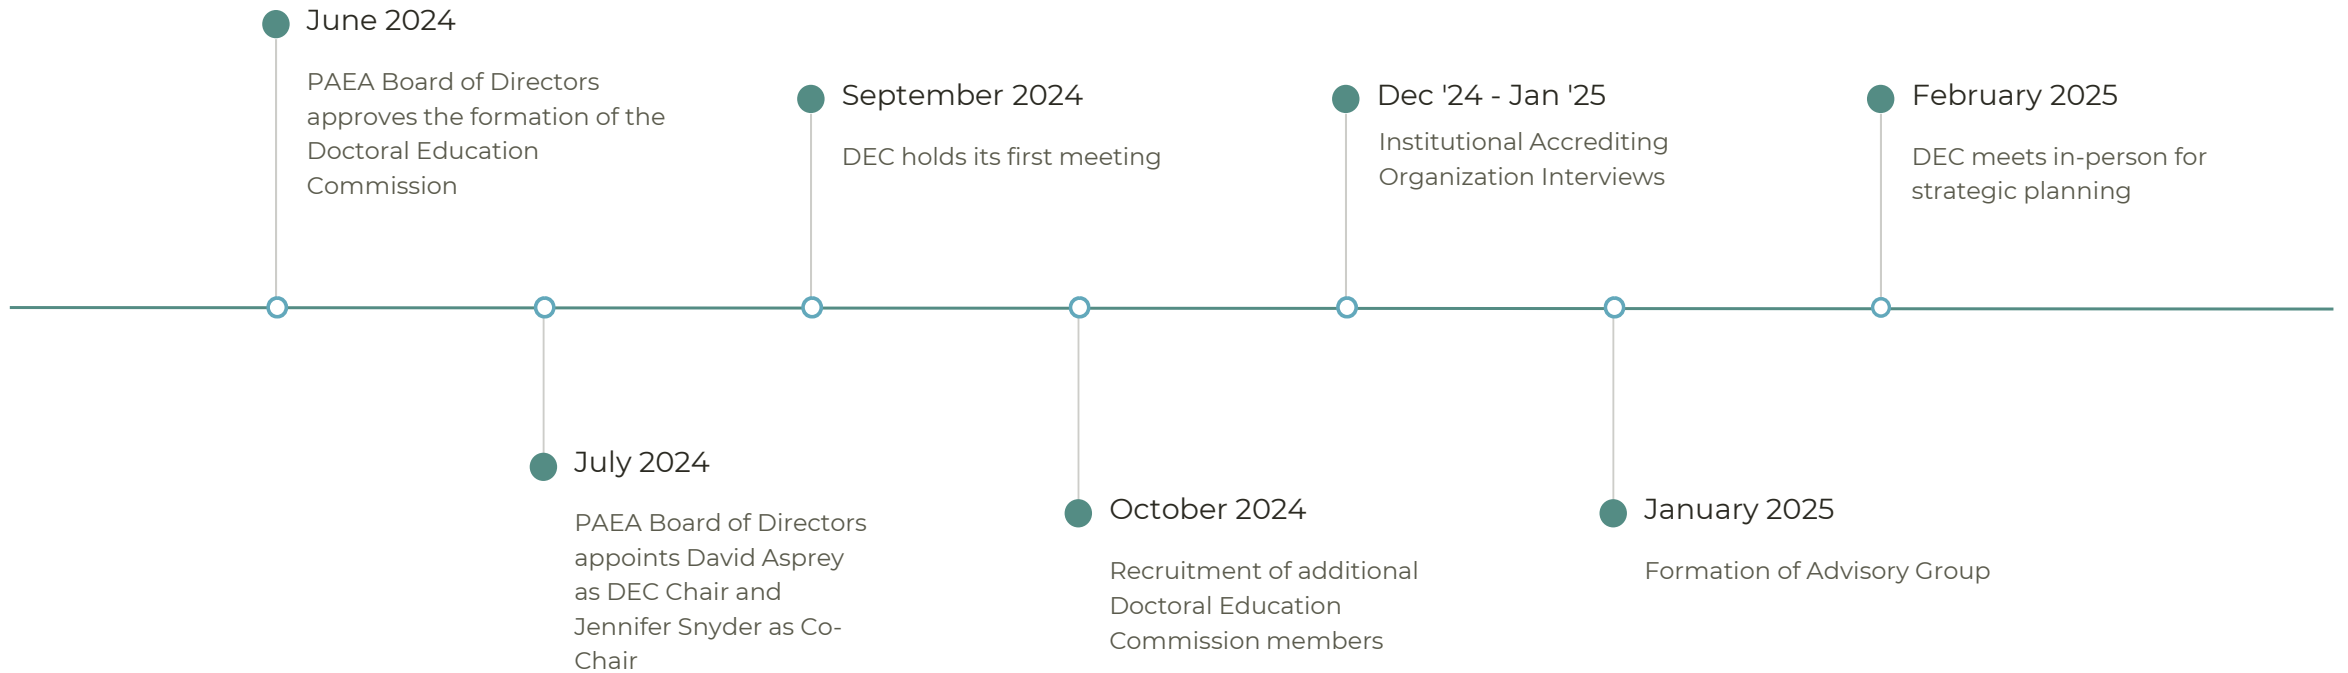 June 2024
PAEA Board of Directors
approves the formation of the
Doctoral Education
Commission
July 2024
PAEA Board of Directors
appoints David Asprey
as DEC Chair and
Jennifer Snyder as Co-
Chair
September 2024
DEC holds its first meeting
October 2024
Recruitment of additional
Doctoral Education
Commission members
Dec '24 - Jan '25
Institutional Accrediting
Organization Interviews
January 2025
Formation of Advisory Group
February 2025
DEC meets in-person for
strategic planning